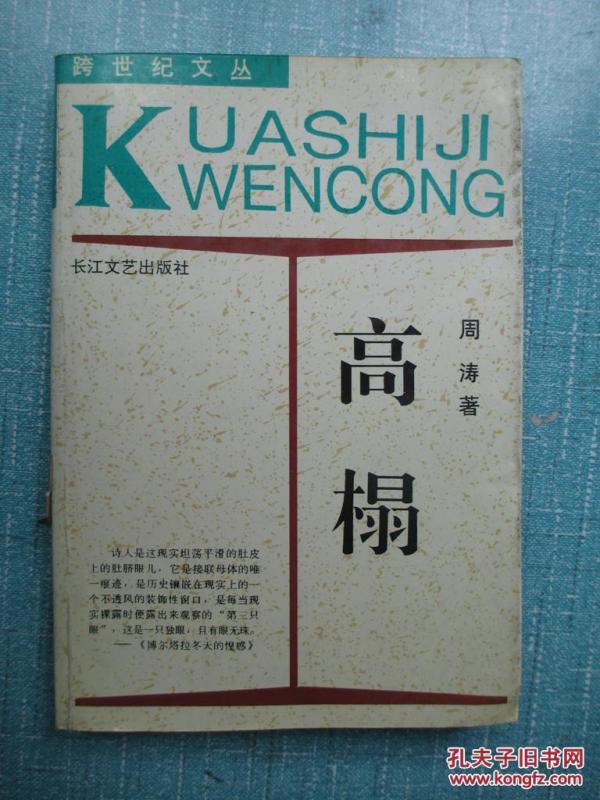 跨世纪文丛
KUASHIJI
WENCONG
长江文艺出版社
周涛著
高榻
诗人是这现实坦荡平滑的肚皮
上的肚脐眼儿，它是接联母体的唯
一痕迹，是历史镶嵌在现实上的一
个不透风的装饰性窗口，是每当现
实裸露时便露出来观察的“第三只
眼”，这是一只独眼，且有眼无珠。
——《博尔塔拉冬天的惶惑》
孔夫子旧书网
www.kongfz.com